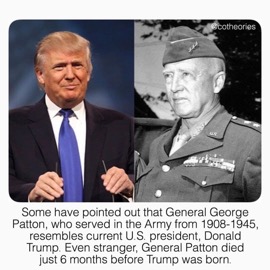 @cotheories
Some have pointed out that General George
Patton, who served in the Army from 1908-1945,
resembles current U.S. president, Donald
Trump. Even stranger, General Patton died
just 6 months before Trump was born.